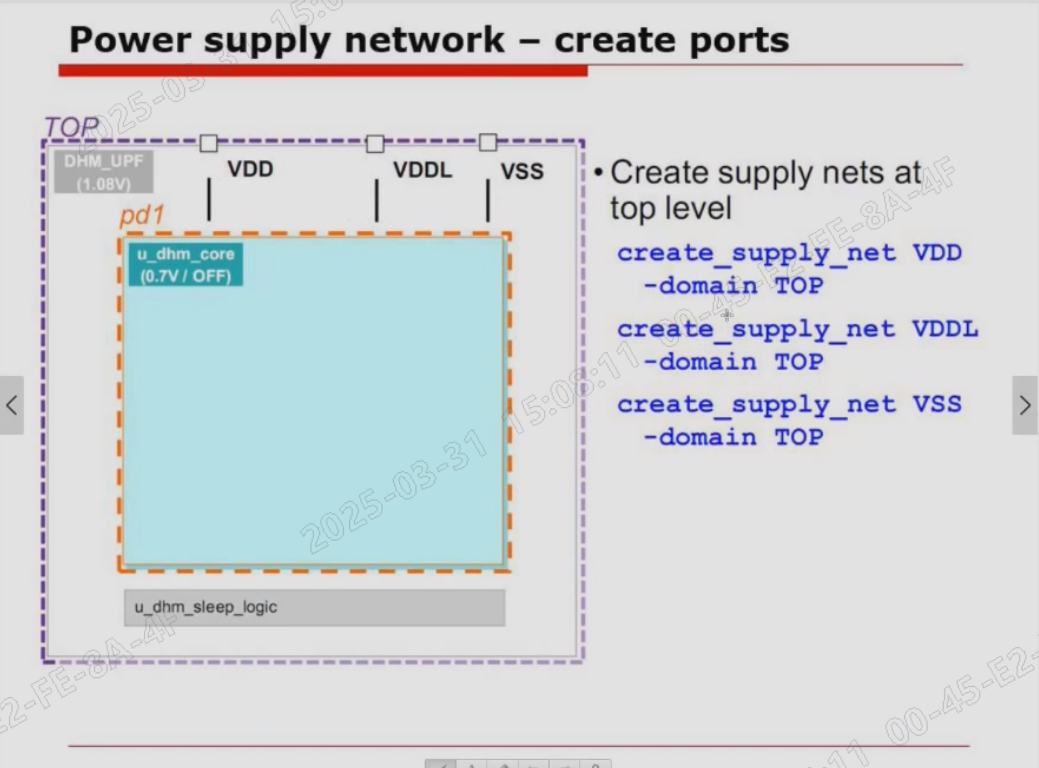 Power supply network – create ports
TOP
DHM_UPF
(1.08V)
VDD
VDDL
VSS
pd1
u_dhm_core
(0.7V / OFF)
u_dhm_sleep_logic
• Create supply nets at
top level
create_supply_net VDD
-domain TOP
create_supply_net VDDL
-domain TOP
create_supply_net VSS
-domain TOP
2025-03-31 15:08:11 00-45-E2-FE-8A-4F